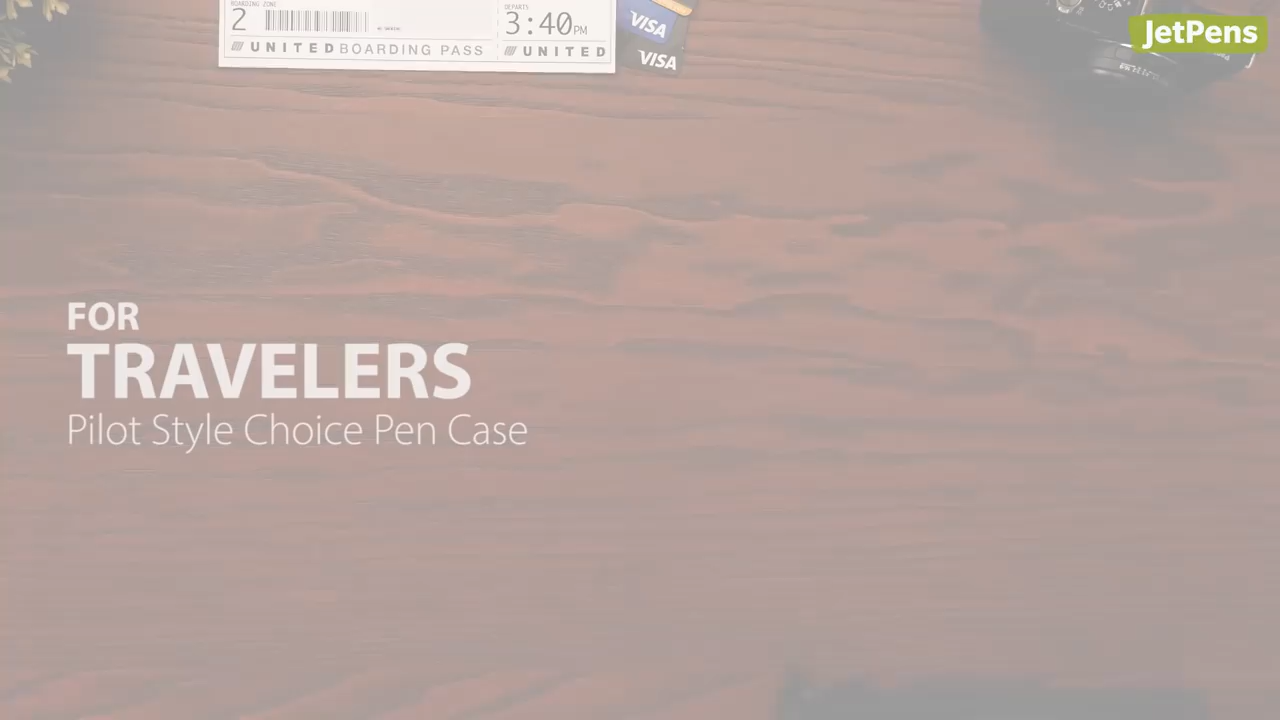 BOARDING ZONE
2
DEPARTS
3:40PM
UNITED BOARDING PASS
UNITED
VISA
VISA
JetPens
FOR
TRAVELERS
Pilot Style Choice Pen Case